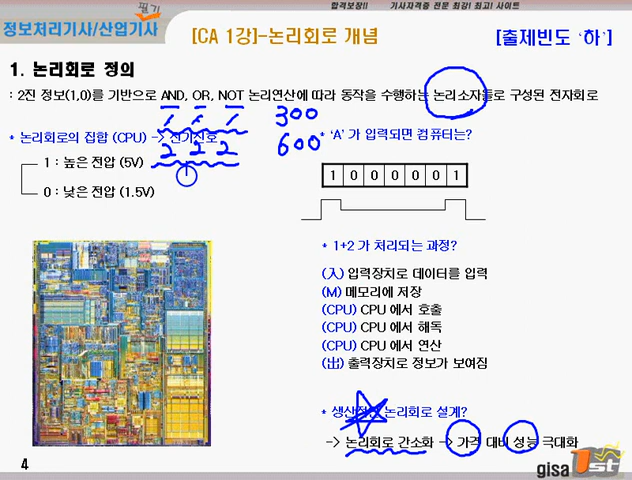 합격보장!! 기사자격증 전문 최강! 최고! 사이트
필기
정보처리기사/산업기사
[CA 1강]-논리회로 개념
[출제빈도 ‘하’]
1. 논리회로 정의
: 2진 정보(1,0)를 기반으로 AND, OR, NOT 논리연산에 따라 동작을 수행하는 논리소자들로 구성된 전자회로
1 1 1 300
* 논리회로의 집합 (CPU) -> 전기신호
2 2 2 600
1 : 높은 전압 (5V)
0 : 낮은 전압 (1.5V)
* ‘A’ 가 입력되면 컴퓨터는?
1 0 0 0 0 0 1
* 1+2 가 처리되는 과정?
(入) 입력장치로 데이터를 입력
(M) 메모리에 저장
(CPU) CPU 에서 호출
(CPU) CPU 에서 해독
(CPU) CPU 에서 연산
(出) 출력장치로 정보가 보여짐
* 생산적인 논리회로 설계?
-> 논리회로 간소화 -> 가격 대비 성능 극대화
4
gisa 1st